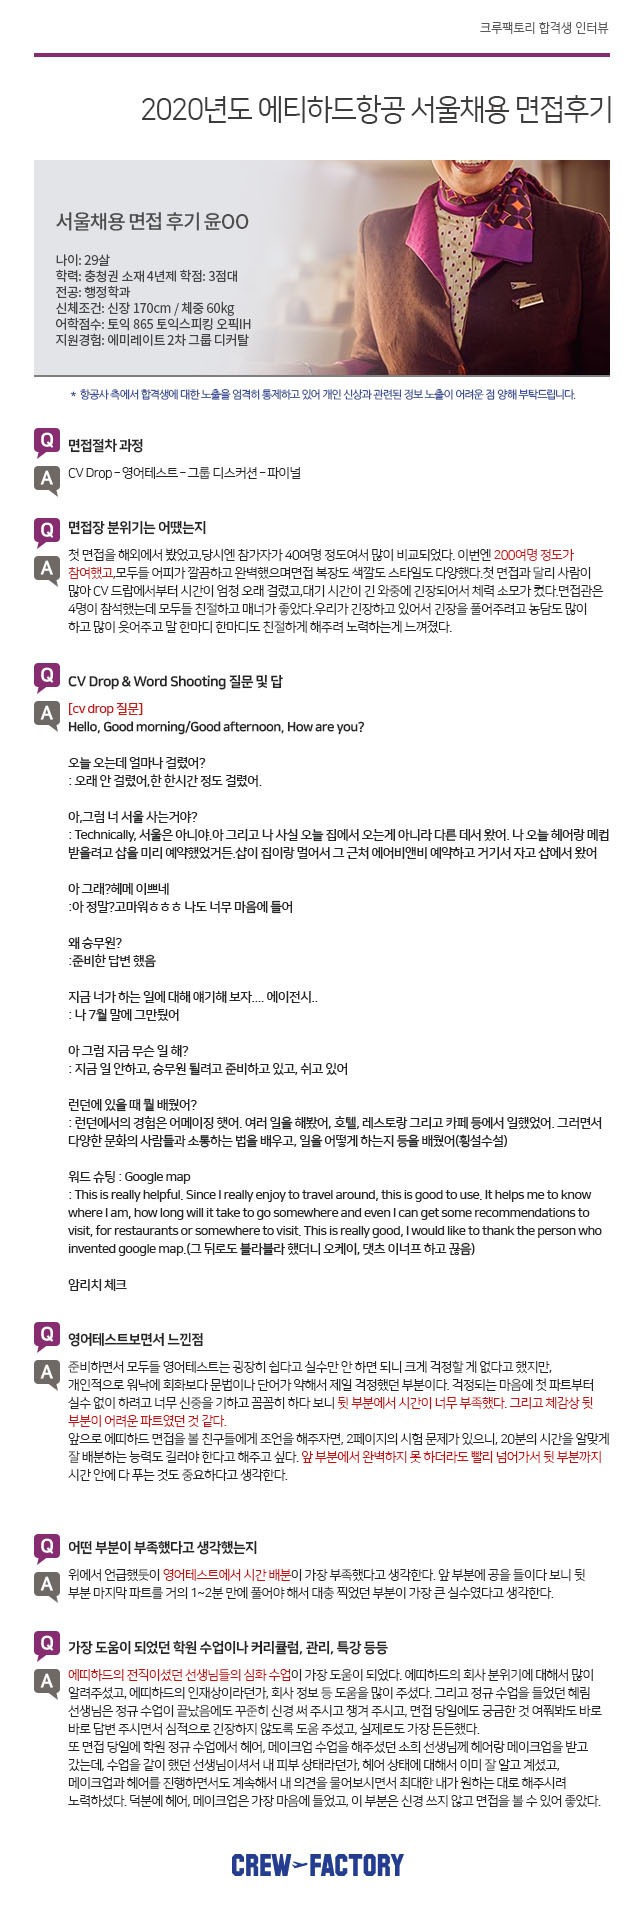 크루팩토리 합격생 인터뷰
2020년도 에티하드항공 서울채용 면접후기
서울채용 면접 후기 윤OO
나이: 29살
학력: 충청권 소재 4년제 학점: 3점대
전공: 행정학과
신체조건: 신장 170cm / 체중 60kg
어학점수: 토익 865 토익스피킹 오픽IH
지원경험: 에미레이트 2차 그룹 디커탈
* 항공사 측에서 합격생에 대한 노출을 엄격히 통제하고 있어 개인 신상과 관련된 정보 노출이 어려운 점 양해 부탁드립니다.
Q 면접절차 과정
A CV Drop – 영어테스트 – 그룹 디스커션 – 파이널
Q 면접장 분위기는 어땠는지
A 첫 면접을 해외에서 봤었고,당시엔 참가자가 40여명 정도여서 많이 비교되었다. 이번엔 200여명 정도가
참여했고,모두들 어피가 깔끔하고 완벽했으며면접 복장도 색깔도 스타일도 다양했다.첫 면접과 달리 사람이
많아 CV 드랍에서부터 시간이 엄청 오래 걸렸고,대기 시간이 긴 와중에 긴장되어서 체력 소모가 컸다.면접관은
4명이 참석했는데 모두들 친절하고 매너가 좋았다.우리가 긴장하고 있어서 긴장을 풀어주려고 농담도 많이
하고 많이 웃어주고 말 한마디 한마디도 친절하게 해주려 노력하는게 느껴졌다.
Q CV Drop & Word Shooting 질문 및 답
A [cv drop 질문]
Hello, Good morning/Good afternoon, How are you?
오늘 오는데 얼마나 걸렸어?
: 오래 안 걸렸어,한 한시간 정도 걸렸어.
아,그럼 너 서울 사는거야?
: Technically, 서울은 아니야.아 그리고 나 사실 오늘 집에서 오는게 아니라 다른 데서 왔어. 나 오늘 헤어랑 메컵
받을려고 샵을 미리 예약했었거든.샵이 집이랑 멀어서 그 근처 에어비앤비 예약하고 거기서 자고 샵에서 왔어
아 그래?헤메 이쁘네
:아 정말?고마워ㅎㅎㅎ 나도 너무 마음에 들어
왜 승무원?
:준비한 답변 했음
지금 너가 하는 일에 대해 얘기해 보자.... 에이전시..
: 나 7월 말에 그만뒀어
아 그럼 지금 무슨 일 해?
: 지금 일 안하고, 승무원 될려고 준비하고 있고, 쉬고 있어
런던에 있을 때 뭘 배웠어?
: 런던에서의 경험은 어메이징 했어. 여러 일을 해봤어, 호텔, 레스토랑 그리고 카페 등에서 일했었어. 그러면서
다양한 문화의 사람들과 소통하는 법을 배우고, 일을 어떻게 하는지 등을 배웠어(횡설수설)
워드 슈팅 : Google map
: This is really helpful. Since I really enjoy to travel around, this is good to use. It helps me to know
where I am, how long will it take to go somewhere and even I can get some recommendations to
visit, for restaurants or somewhere to visit. This is really good, I would like to thank the person who
invented google map.(그 뒤로도 블라블라 했더니 오케이, 댓츠 이너프 하고 끊음)
암리치 체크
Q 영어테스트보면서 느낀점
A 준비하면서 모두들 영어테스트는 굉장히 쉽다고 실수만 안 하면 되니 크게 걱정할 게 없다고 했지만,
개인적으로 워낙에 회화보다 문법이나 단어가 약해서 제일 걱정했던 부분이다. 걱정되는 마음에 첫 파트부터
실수 없이 하려고 너무 신중을 기하고 꼼꼼히 하다 보니 뒷 부분에서 시간이 너무 부족했다. 그리고 체감상 뒷
부분이 어려운 파트였던 것 같다.
앞으로 에띠하드 면접을 볼 친구들에게 조언을 해주자면, 2페이지의 시험 문제가 있으니, 20분의 시간을 알맞게
잘 배분하는 능력도 길러야 한다고 해주고 싶다. 앞 부분에서 완벽하지 못 하더라도 빨리 넘어가서 뒷 부분까지
시간 안에 다 푸는 것도 중요하다고 생각한다.
Q 어떤 부분이 부족했다고 생각했는지
A 위에서 언급했듯이 영어테스트에서 시간 배분이 가장 부족했다고 생각한다. 앞 부분에 공을 들이다 보니 뒷
부분 마지막 파트를 거의 1~2분 만에 풀어야 해서 대충 찍었던 부분이 가장 큰 실수였다고 생각한다.
Q 가장 도움이 되었던 학원 수업이나 커리큘럼, 관리, 특강 등등
A 에띠하드의 전직이셨던 선생님들의 심화 수업이 가장 도움이 되었다. 에띠하드의 회사 분위기에 대해서 많이
알려주셨고, 에띠하드의 인재상이라던가, 회사 정보 등 도움을 많이 주셨다. 그리고 정규 수업을 들었던 혜림
선생님은 정규 수업이 끝났음에도 꾸준히 신경 써 주시고 챙겨 주시고, 면접 당일에도 궁금한 것 여쭤봐도 바로
바로 답변 주시면서 심적으로 긴장하지 않도록 도움 주셨고, 실제로도 가장 든든했다.
또 면접 당일에 학원 정규 수업에서 헤어, 메이크업 수업을 해주셨던 소희 선생님께 헤어랑 메이크업을 받고
갔는데, 수업을 같이 했던 선생님이셔서 내 피부 상태라던가, 헤어 상태에 대해서 이미 잘 알고 계셨고,
메이크업과 헤어를 진행하면서도 계속해서 내 의견을 물어보시면서 최대한 내가 원하는 대로 해주시려
노력하셨다. 덕분에 헤어, 메이크업은 가장 마음에 들었고, 이 부분은 신경 쓰지 않고 면접을 볼 수 있어 좋았다.
CREW FACTORY